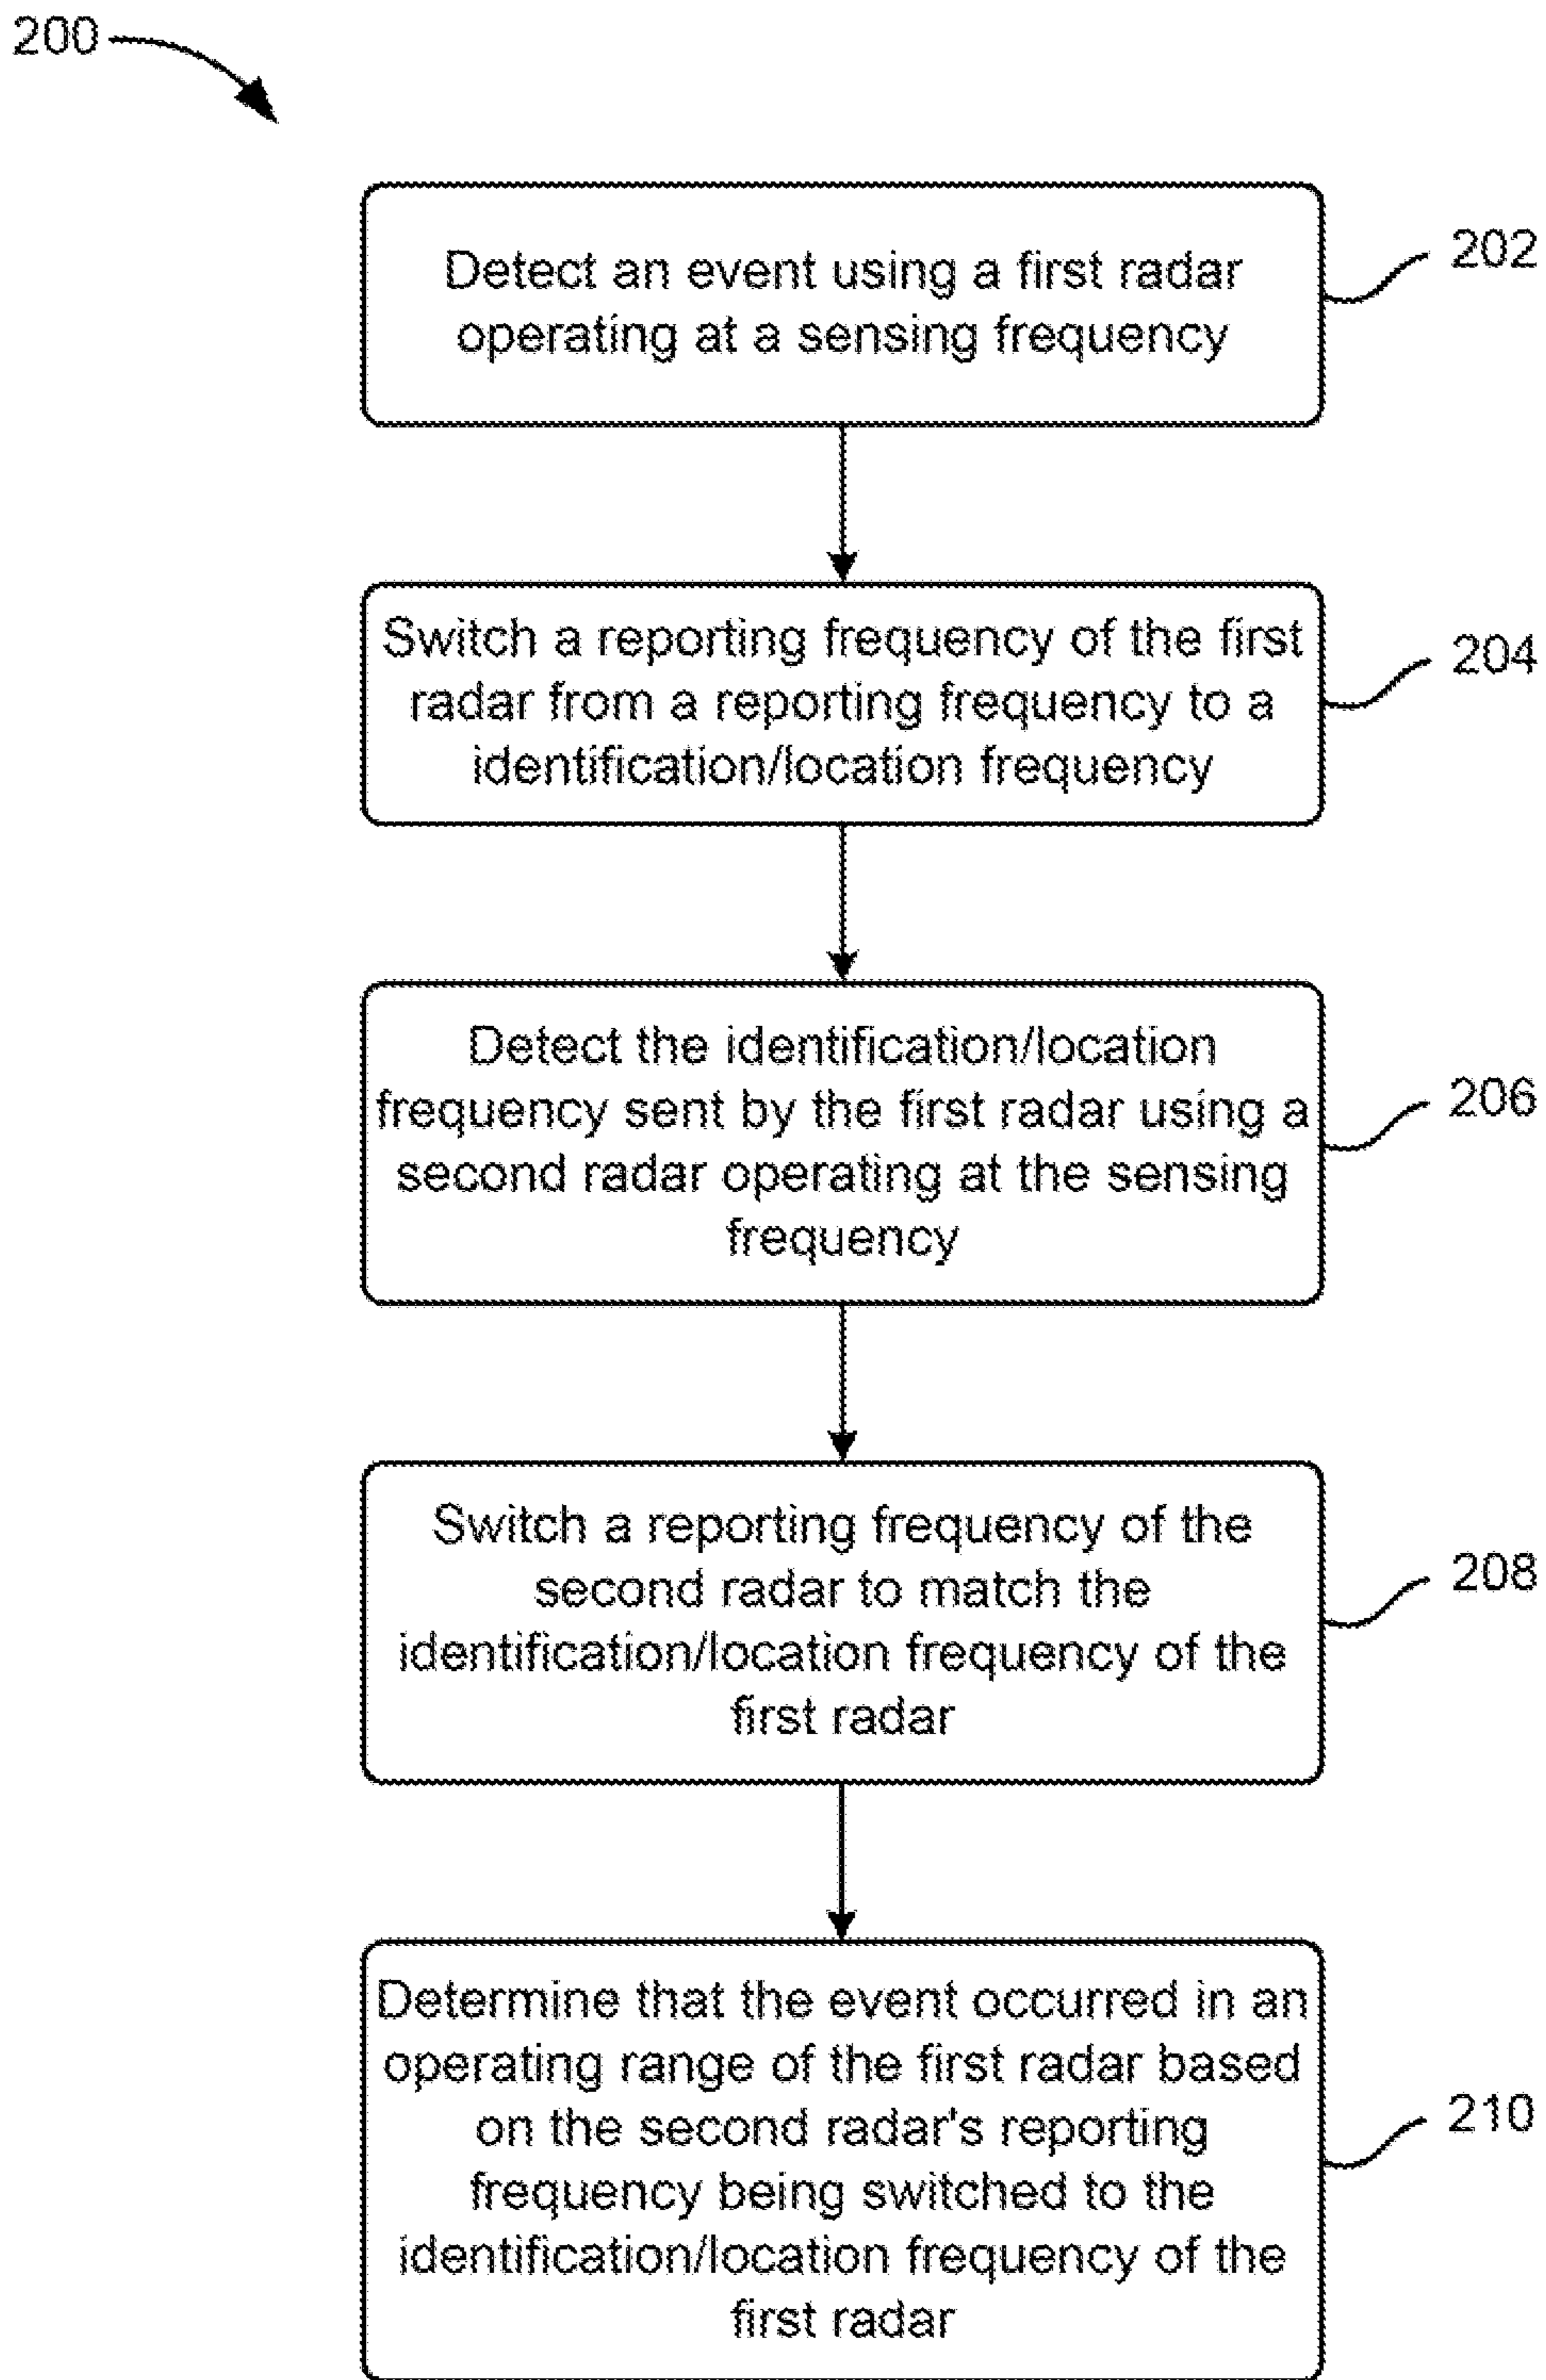 200
Detect an event using a first radar
operating at a sensing frequency
202
Switch a reporting frequency of the first
radar from a reporting frequency to a
identification/location frequency
204
Detect the identification/location
frequency sent by the first radar using a
second radar operating at the sensing
frequency
206
Switch a reporting frequency of the
second radar to match the
identification/location frequency of the
first radar
208
Determine that the event occurred in an
operating range of the first radar based
on the second radar's reporting
frequency being switched to the
identification/location frequency of the
first radar
210